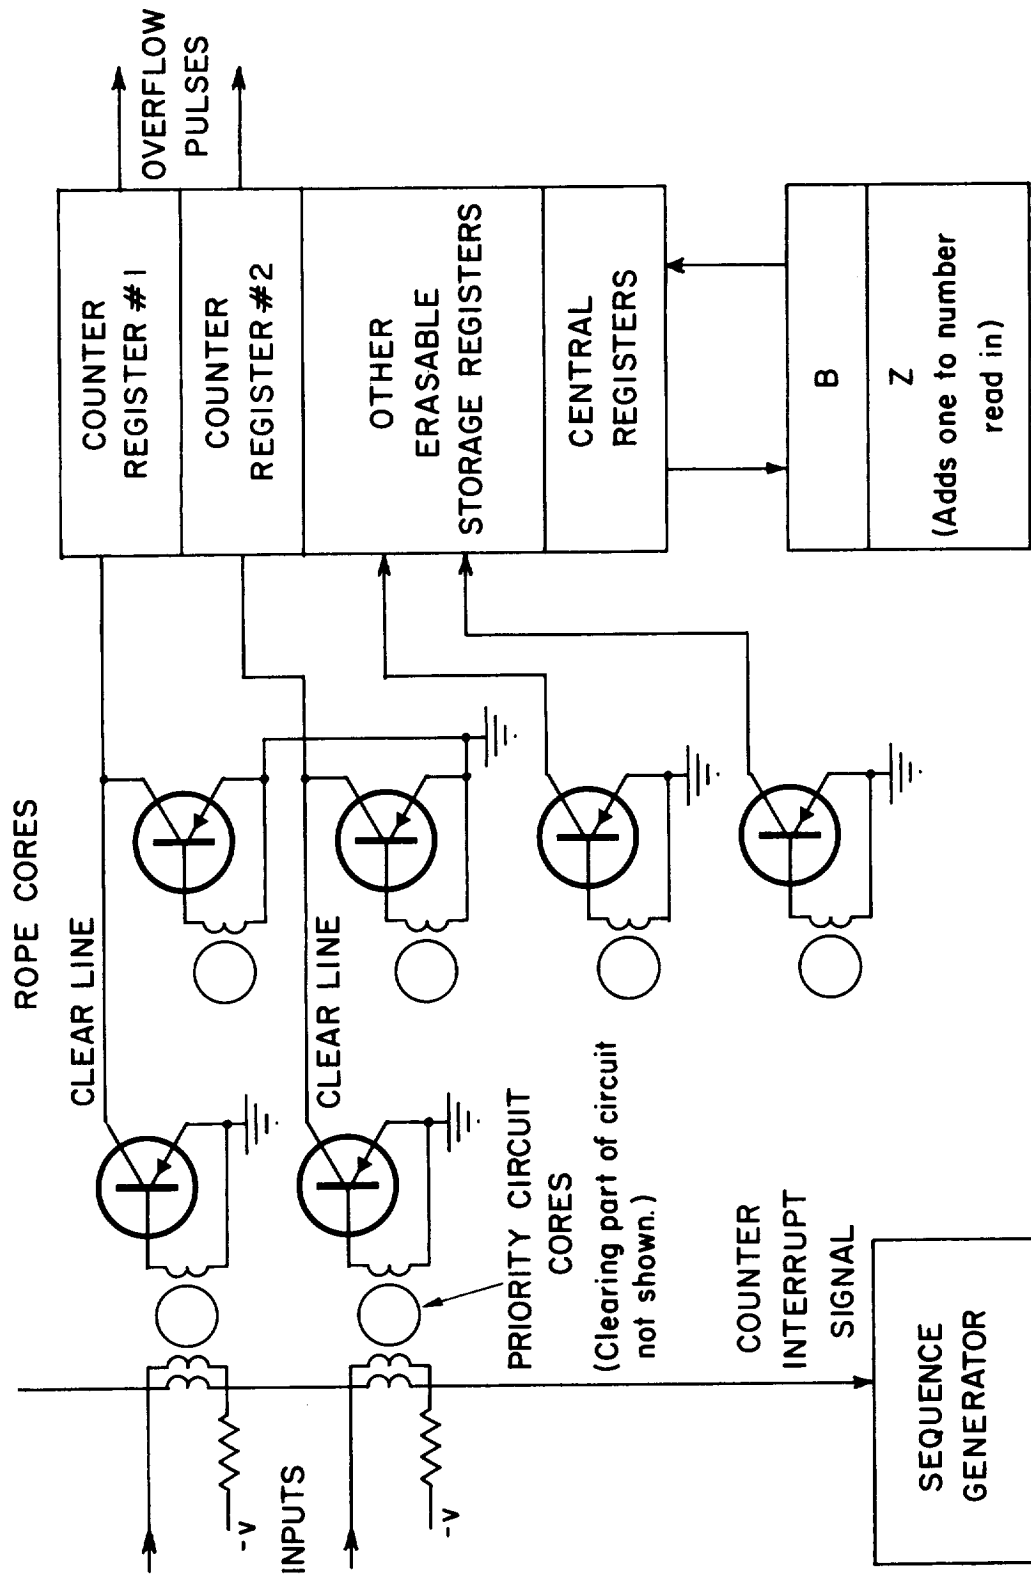 INPUTS
-V
-V
PRIORITY CIRCUIT
CORES
(Clearing part of circuit
not shown.)
COUNTER
INTERRUPT
SIGNAL
SEQUENCE
GENERATOR
ROPE CORES
CLEAR LINE
CLEAR LINE
COUNTER
REGISTER #1
COUNTER
REGISTER #2
OTHER
ERASABLE
STORAGE REGISTERS
CENTRAL
REGISTERS
B
Z
(Adds one to number
read in)
OVERFLOW
PULSES